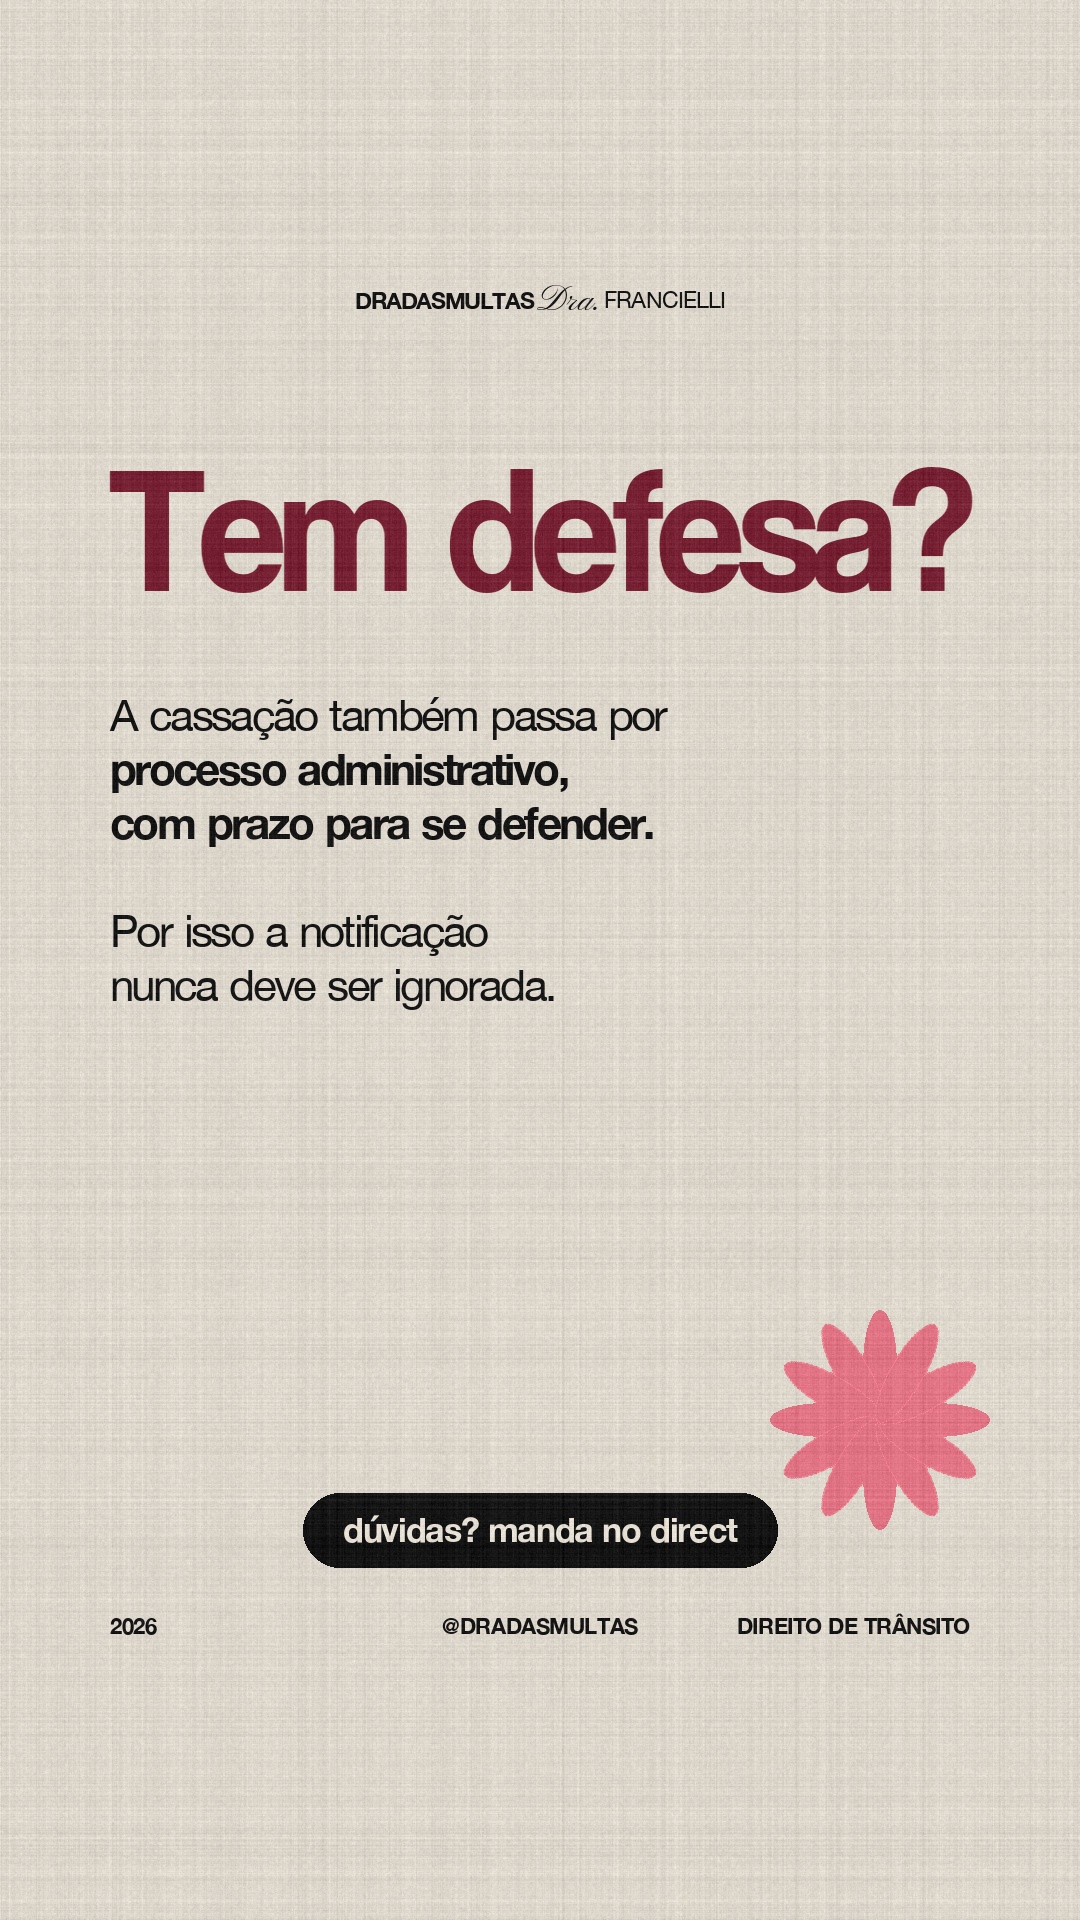 DRADASMULTAS Dra. FRANCIELLI
Tem defesa?
A cassação também passa por
processo administrativo,
com prazo para se defender.
Por isso a notificação
nunca deve ser ignorada.
dúvidas? manda no direct
2026 @DRADASMULTAS DIREITO DE TRÂNSITO